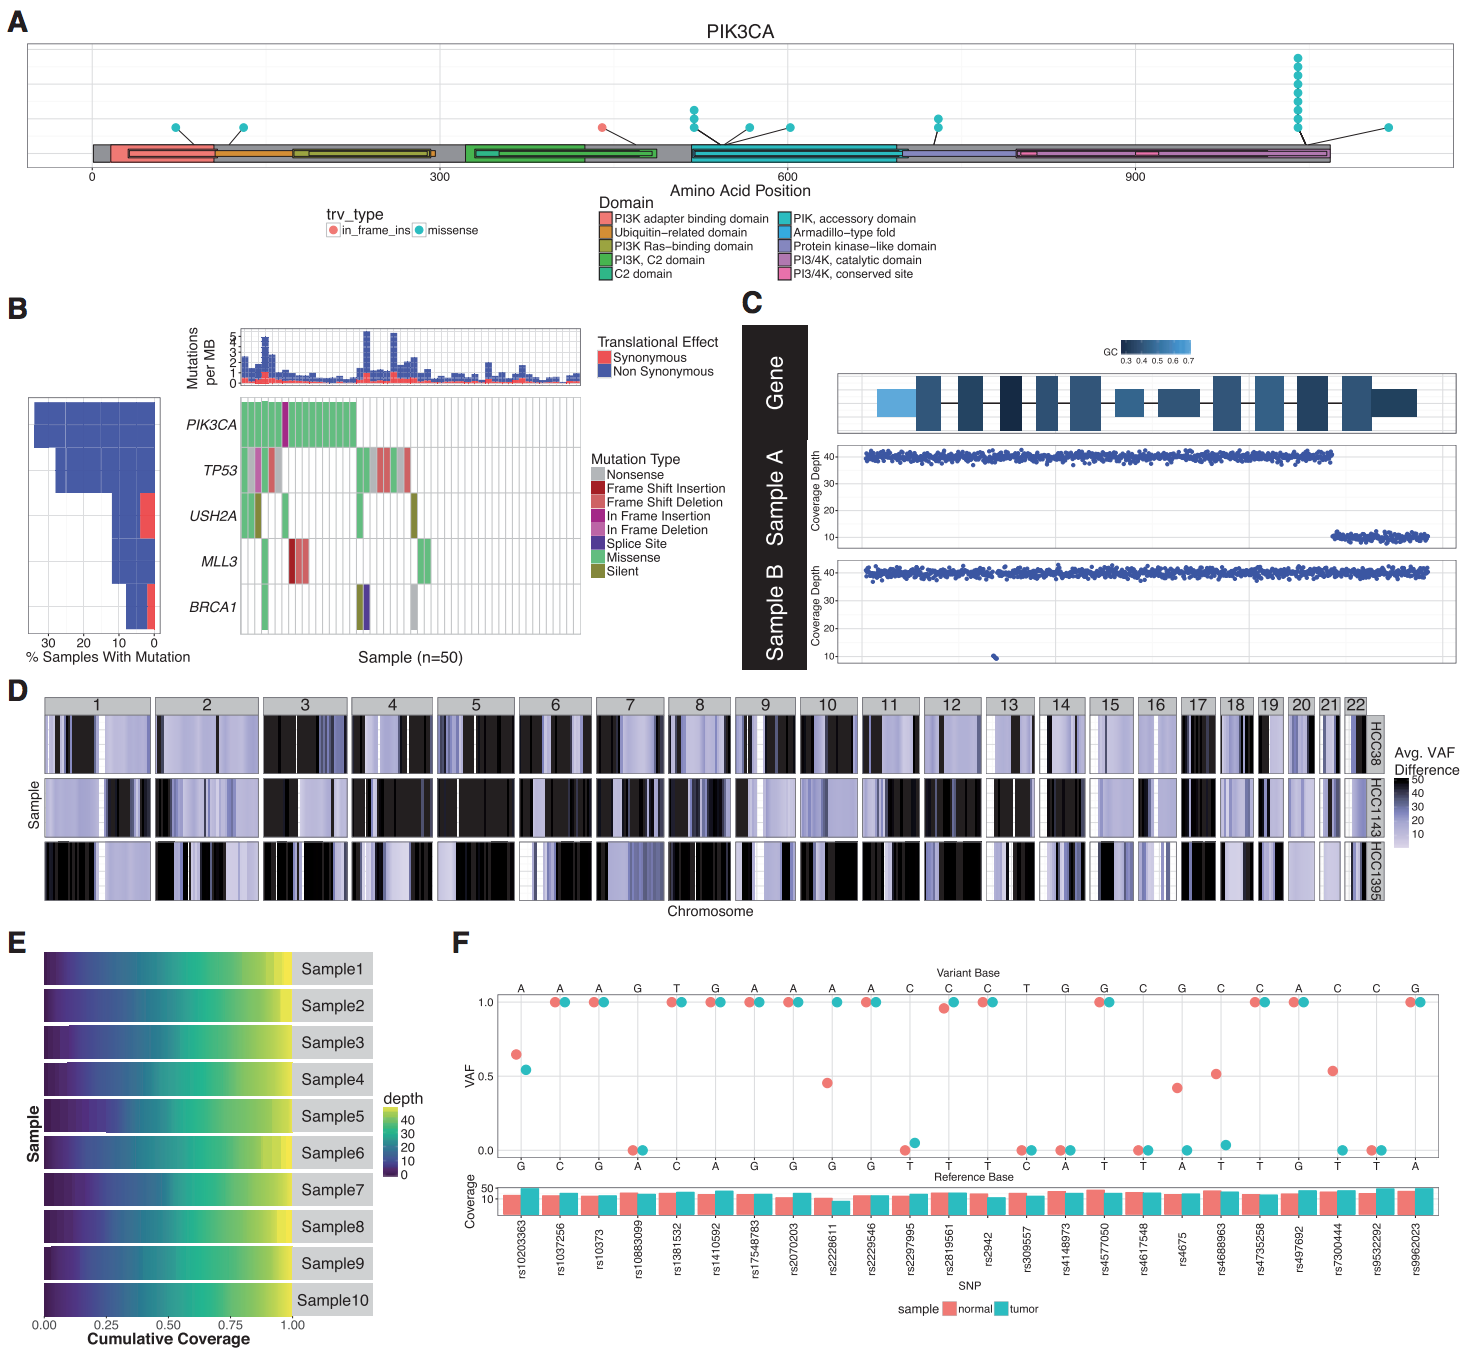 A
PIK3CA
0
300
600
900
Amino Acid Position
trv_type
in_frame_ins
missense
Domain
PI3K adapter binding domain
Ubiquitin−related domain
PI3K Ras−binding domain
PI3K, C2 domain
C2 domain
PIK, accessory domain
Armadillo−type fold
Protein kinase−like domain
PI3/4K, catalytic domain
PI3/4K, conserved site
B
Mutations
per MB
5
4
3
2
1
0
Translational Effect
Synonymous
Non Synonymous
PIK3CA
TP53
USH2A
MLL3
BRCA1
30
20
10
0
% Samples With Mutation
Sample (n=50)
Mutation Type
Nonsense
Frame Shift Insertion
Frame Shift Deletion
In Frame Insertion
In Frame Deletion
Splice Site
Missense
Silent
C
Gene
GC
0.3 0.4 0.5 0.6 0.7
Sample A
Coverage Depth
40
30
20
10
Sample B
Coverage Depth
40
30
20
10
D
1 2 3 4 5 6 7 8 9 10 11 12 13 14 15 16 17 18 19 20 21 22
Sample
HCC38
HCC1143
HCC1395
Chromosome
Avg. VAF
Difference
50
40
30
20
10
E
Sample
Sample1
Sample2
Sample3
Sample4
Sample5
Sample6
Sample7
Sample8
Sample9
Sample10
0.00 0.25 0.50 0.75 1.00
Cumulative Coverage
depth
40
30
20
10
0
F
Variant Base
A A A G T G A A A A C C C T G G C G C C A C C G
VAF
1.0
0.5
0.0
G C G A C A G G G G T T T C A T T A T T G T T A
Reference Base
Coverage
50
10
rs10203363
rs1037256
rs10373
rs10883099
rs1381532
rs1410592
rs17548783
rs2070203
rs2228611
rs2229546
rs2297995
rs2819561
rs2942
rs309557
rs4148973
rs4577050
rs4617548
rs4675
rs4688963
rs4735258
rs497692
rs7300444
rs9532292
rs9962023
SNP
sample
normal
tumor